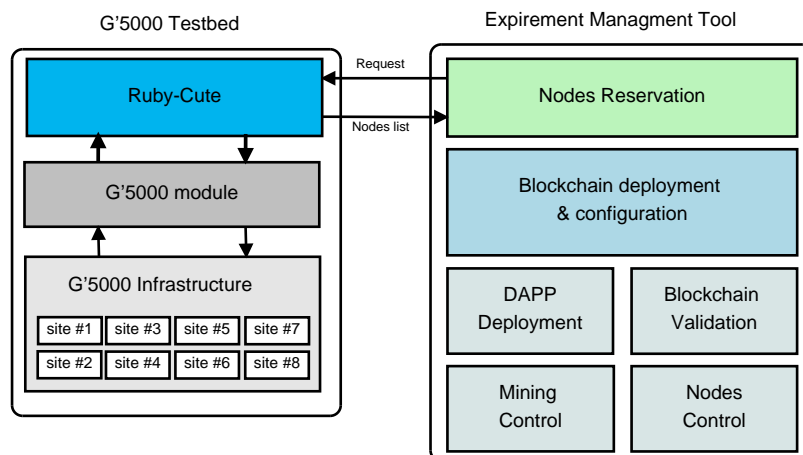 G'5000 Testbed
Expirement Managment Tool
Ruby-Cute
Request
Nodes list
Nodes Reservation
G'5000 module
Blockchain deployment
& configuration
G'5000 Infrastructure
site #1 site #3 site #5 site #7
site #2 site #4 site #6 site #8
DAPP
Deployment
Blockchain
Validation
Mining
Control
Nodes
Control